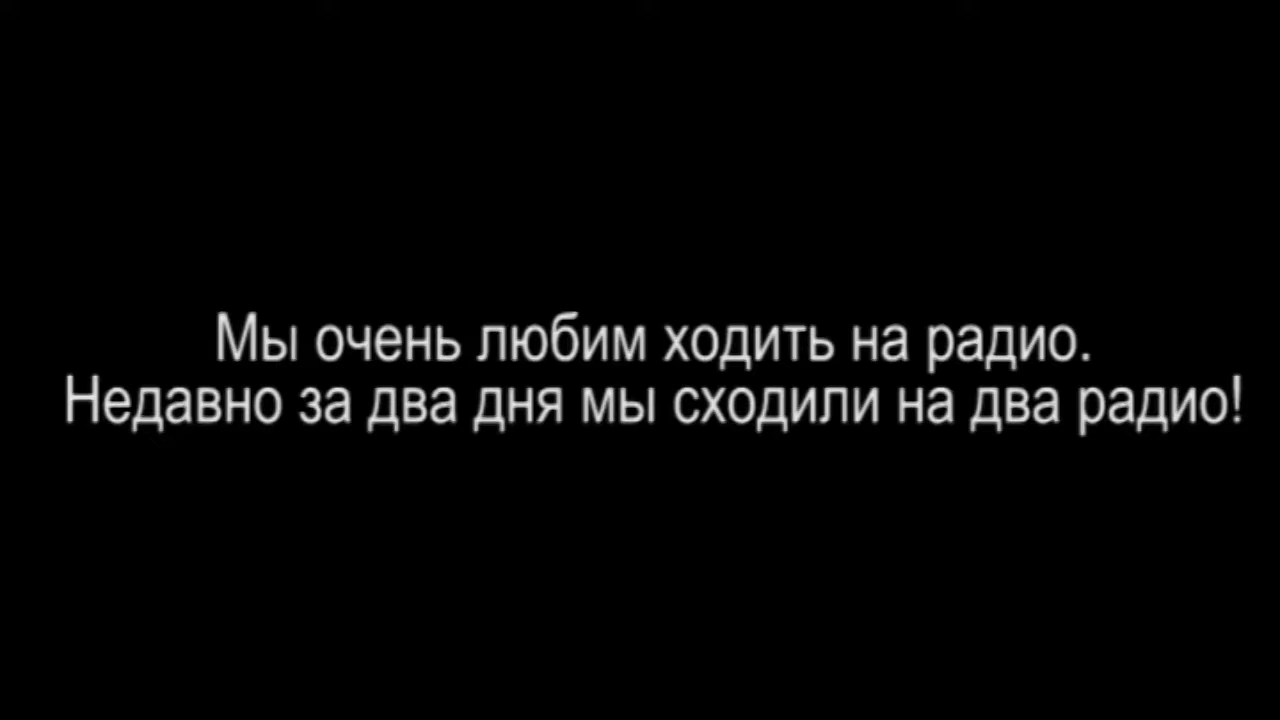 Мы очень любим ходить на радио.
Недавно за два дня мы сходили на два радио!